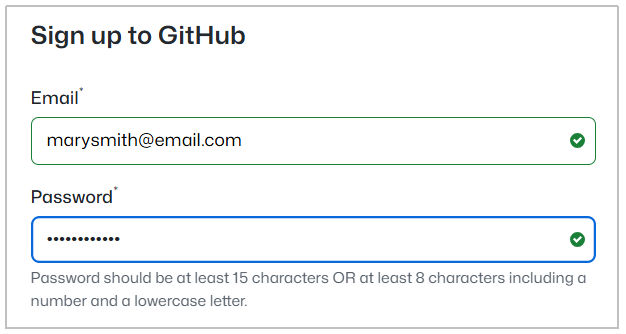 Sign up to GitHub
Email*
marysmith@email.com
Password*
••••••••••••
Password should be at least 15 characters OR at least 8 characters including a
number and a lowercase letter.